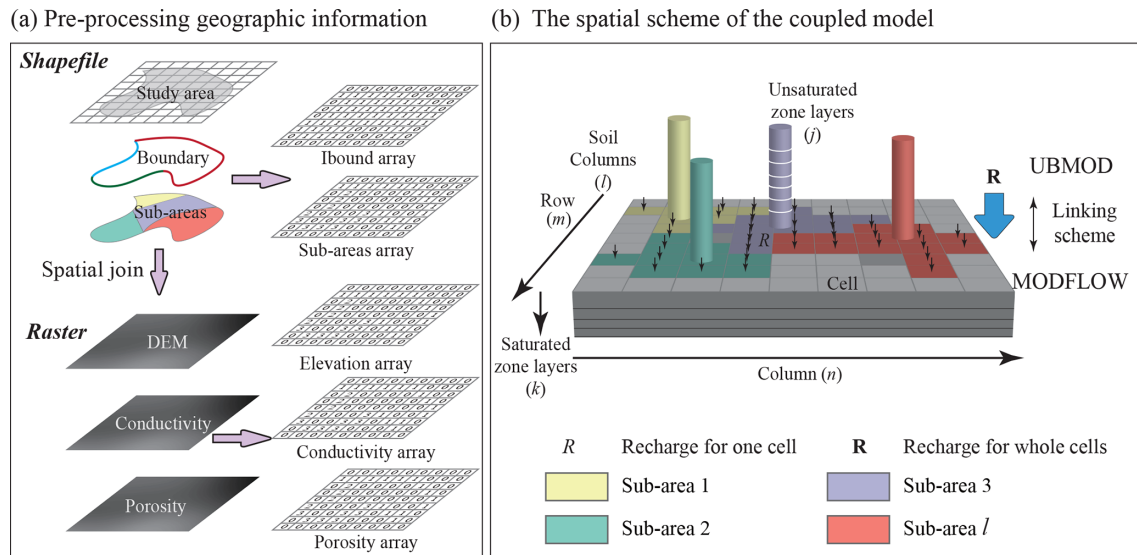 (a) Pre-processing geographic information
Shapefile
Study area
Boundary
Sub-areas
Spatial join
Ibound array
Sub-areas array
Raster
DEM
Elevation array
Conductivity
Conductivity array
Porosity
Porosity array
(b) The spatial scheme of the coupled model
Unsaturated
zone layers
(j)
Soil
Columns
(l)
Row
(m)
R
UBMOD
Linking
scheme
R
MODFLOW
Cell
Saturated
zone layers
(k)
Column (n)
R Recharge for one cell
R Recharge for whole cells
Sub-area 1
Sub-area 3
Sub-area 2
Sub-area l